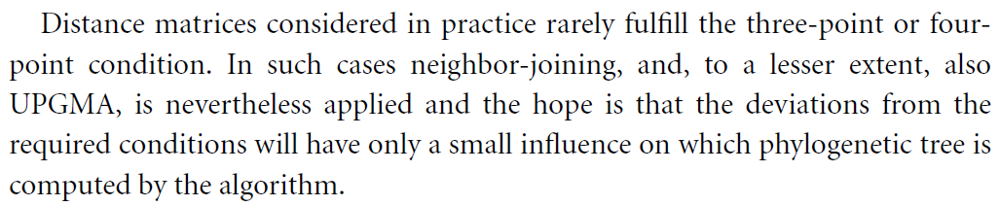 Distance matrices considered in practice rarely fulfill the three-point or four-
point condition. In such cases neighbor-joining, and, to a lesser extent, also
UPGMA, is nevertheless applied and the hope is that the deviations from the
required conditions will have only a small influence on which phylogenetic tree is
computed by the algorithm.